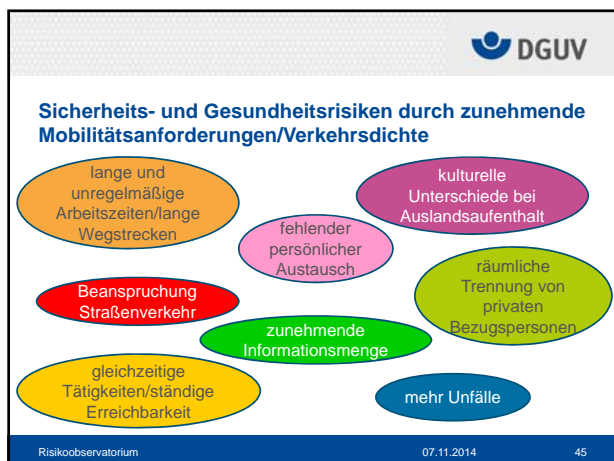 DGUV
Sicherheits- und Gesundheitsrisiken durch zunehmende
Mobilitätsanforderungen/Verkehrsdichte
lange und
unregelmäßige
Arbeitszeiten/lange
Wegstrecken
kulturelle
Unterschiede bei
Auslandsaufenthalt
fehlender
persönlicher
Austausch
räumliche
Trennung von
privaten
Bezugspersonen
Beanspruchung
Straßenverkehr
zunehmende
Informationsmenge
gleichzeitige
Tätigkeiten/ständige
Erreichbarkeit
mehr Unfälle
Risikoobservatorium 07.11.2014 45